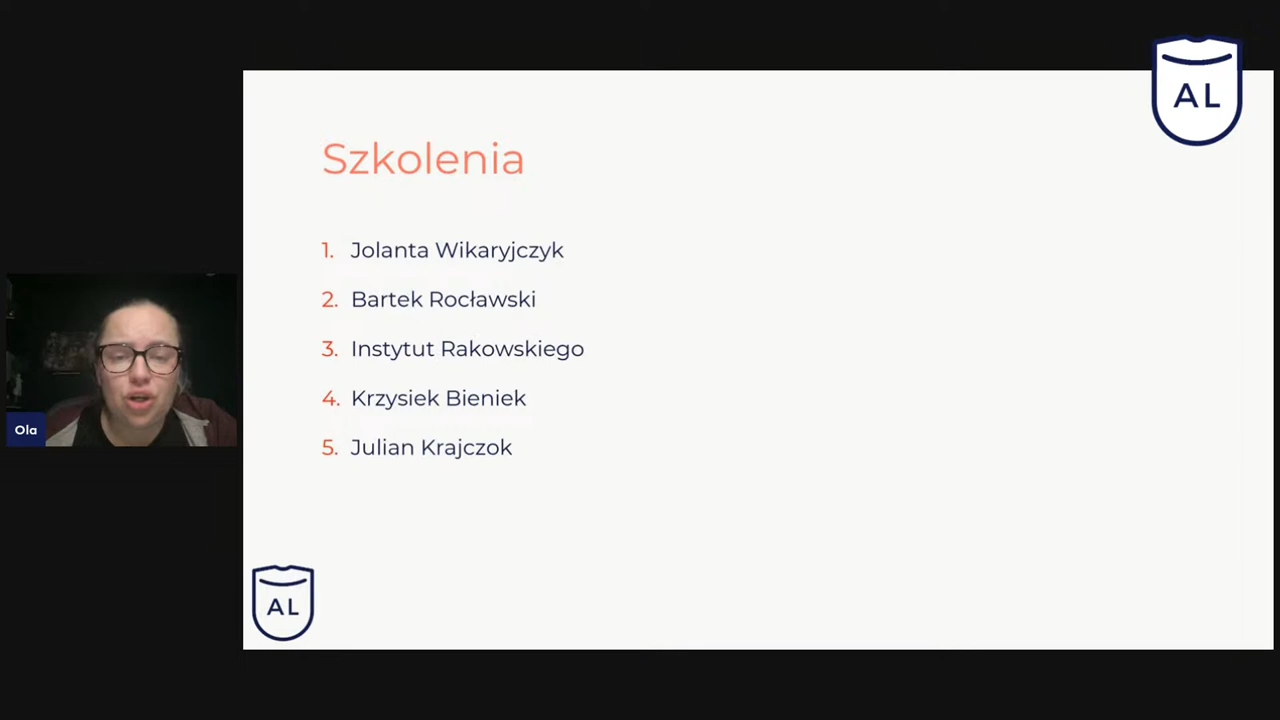 AL
Szkolenia
1. Jolanta Wikaryjczyk
2. Bartek Rocławski
3. Instytut Rakowskiego
4. Krzysiek Bieniek
5. Julian Krajczok
Ola
AL